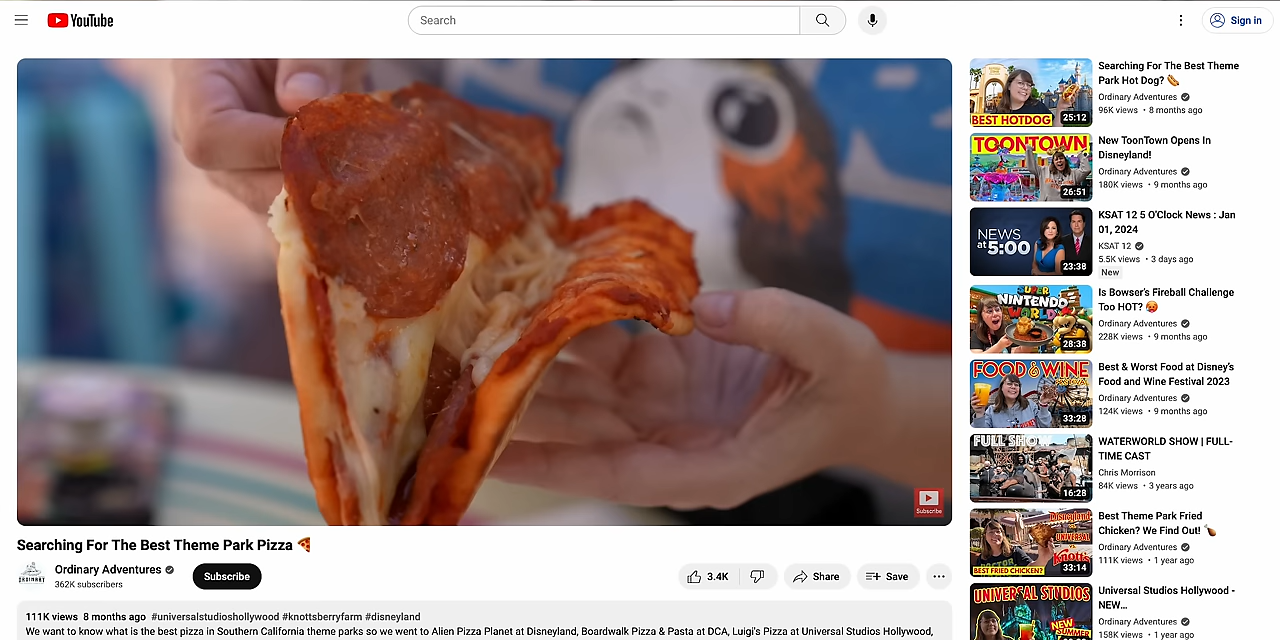 YouTube
Search
Sign in
Subscribe
Searching For The Best Theme Park Pizza 🍕
ORDINARY
Ordinary Adventures
362K subscribers
Subscribe
3.4K
Share
Save
111K views 8 months ago #universalstudioshollywood #knottsberryfarm #disneyland
We want to know what is the best pizza in Southern California theme parks so we went to Alien Pizza Planet at Disneyland, Boardwalk Pizza & Pasta at DCA, Luigi's Pizza at Universal Studios Hollywood,
BEST HOTDOG
25:12
Searching For The Best Theme
Park Hot Dog? 🌭
Ordinary Adventures
96K views • 8 months ago
TOONTOWN
26:51
New ToonTown Opens In
Disneyland!
Ordinary Adventures
180K views • 9 months ago
NEWS
at 5:00
23:38
KSAT 12 5 O'Clock News : Jan
01, 2024
KSAT 12
5.5K views • 3 days ago
New
SUPER
NINTENDO
WORLD
28:38
Is Bowser's Fireball Challenge
Too HOT? 🥵
Ordinary Adventures
228K views • 9 months ago
FOOD & WINE
FESTIVAL
33:28
Best & Worst Food at Disney's
Food and Wine Festival 2023
Ordinary Adventures
124K views • 9 months ago
FULL SHOW
16:28
WATERWORLD SHOW | FULL-
TIME CAST
Chris Morrison
84K views • 3 years ago
Disneyland
UNIVERSAL
Knott's
BEST FRIED CHICKEN?
33:14
Best Theme Park Fried
Chicken? We Find Out! 🍗
Ordinary Adventures
111K views • 1 year ago
UNIVERSAL STUDIOS
NEW
SUMMER
Universal Studios Hollywood -
NEW...
Ordinary Adventures
158K views • 1 year ago